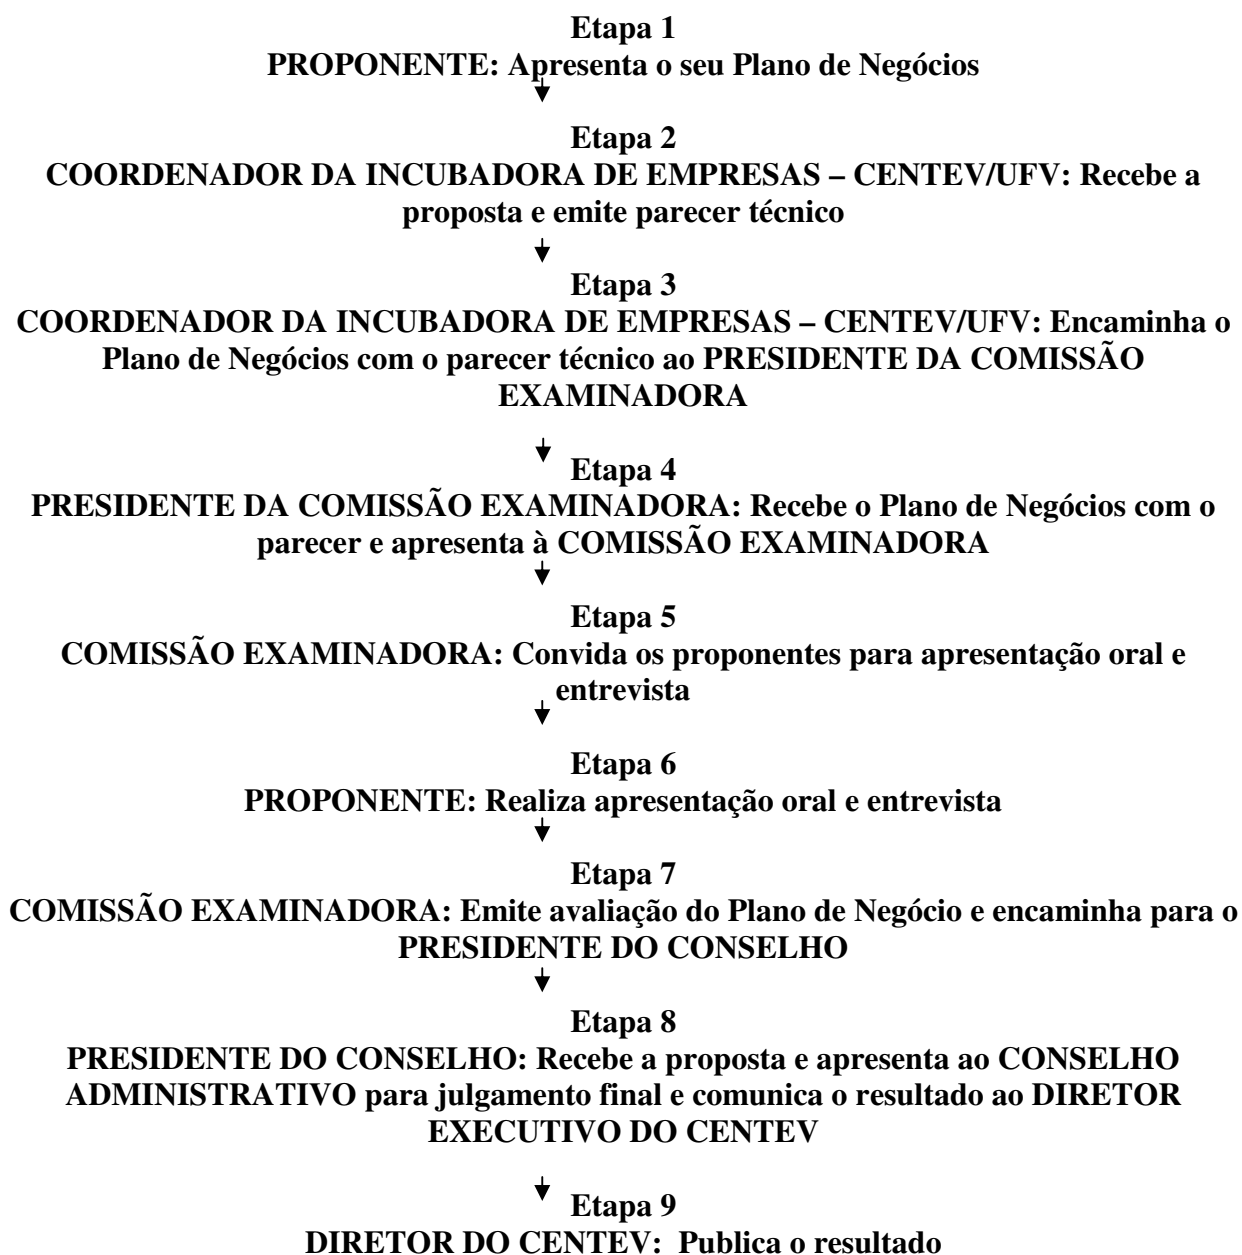 Etapa 1
PROPONENTE: Apresenta o seu Plano de Negócios
Etapa 2
COORDENADOR DA INCUBADORA DE EMPRESAS – CENTEV/UFV: Recebe a
proposta e emite parecer técnico
Etapa 3
COORDENADOR DA INCUBADORA DE EMPRESAS – CENTEV/UFV: Encaminha o
Plano de Negócios com o parecer técnico ao PRESIDENTE DA COMISSÃO
EXAMINADORA
Etapa 4
PRESIDENTE DA COMISSÃO EXAMINADORA: Recebe o Plano de Negócios com o
parecer e apresenta à COMISSÃO EXAMINADORA
Etapa 5
COMISSÃO EXAMINADORA: Convida os proponentes para apresentação oral e
entrevista
Etapa 6
PROPONENTE: Realiza apresentação oral e entrevista
Etapa 7
COMISSÃO EXAMINADORA: Emite avaliação do Plano de Negócio e encaminha para o
PRESIDENTE DO CONSELHO
Etapa 8
PRESIDENTE DO CONSELHO: Recebe a proposta e apresenta ao CONSELHO
ADMINISTRATIVO para julgamento final e comunica o resultado ao DIRETOR
EXECUTIVO DO CENTEV
Etapa 9
DIRETOR DO CENTEV: Publica o resultado